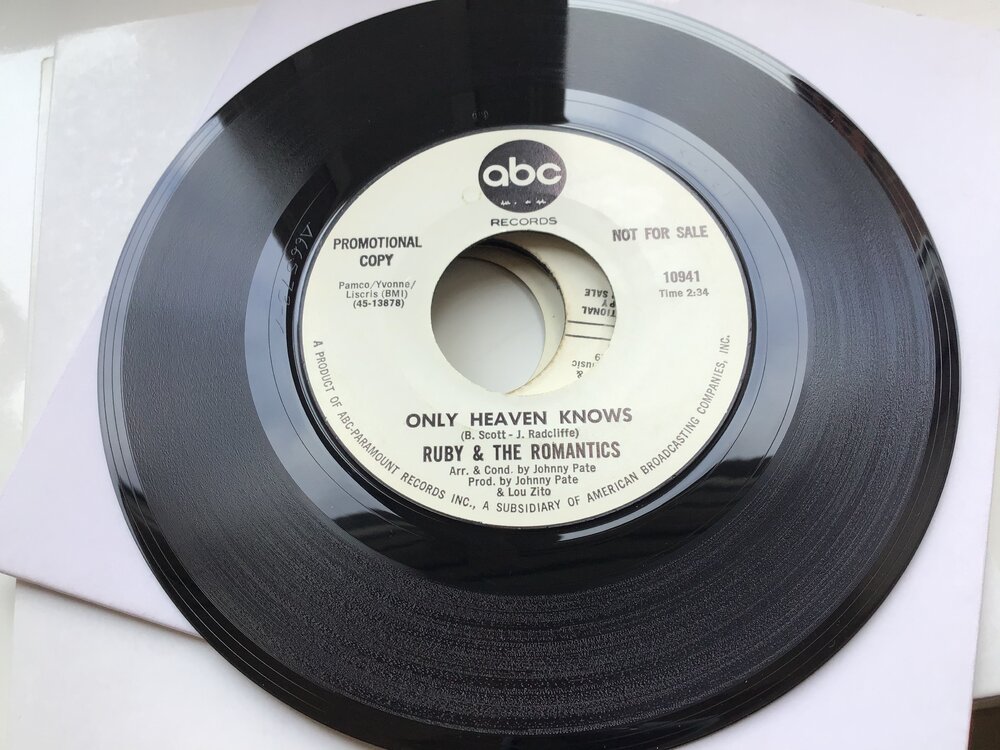 abc
RECORDS
PROMOTIONAL
COPY
NOT FOR SALE
Pamco/Yvonne/
Liscris (BMI)
(45-13878)
10941
Time 2:34
ONLY HEAVEN KNOWS
(B. Scott - J. Radcliffe)
RUBY & THE ROMANTICS
Arr. & Cond. by Johnny Pate
Prod. by Johnny Pate
& Lou Zito
A PRODUCT OF ABC-PARAMOUNT RECORDS INC., A SUBSIDIARY OF AMERICAN BROADCASTING COMPANIES, INC.
SALE